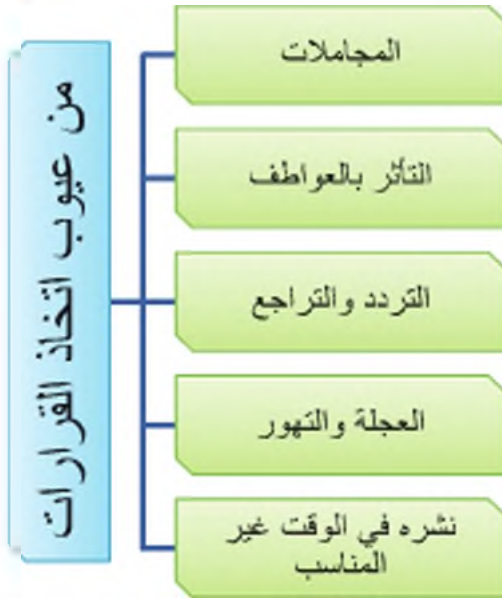 من عيوب اتخاذ القرارات
المجاملات
التأثر بالعواطف
التردد والتراجع
العجلة والتهور
نشره في الوقت غير
المناسب